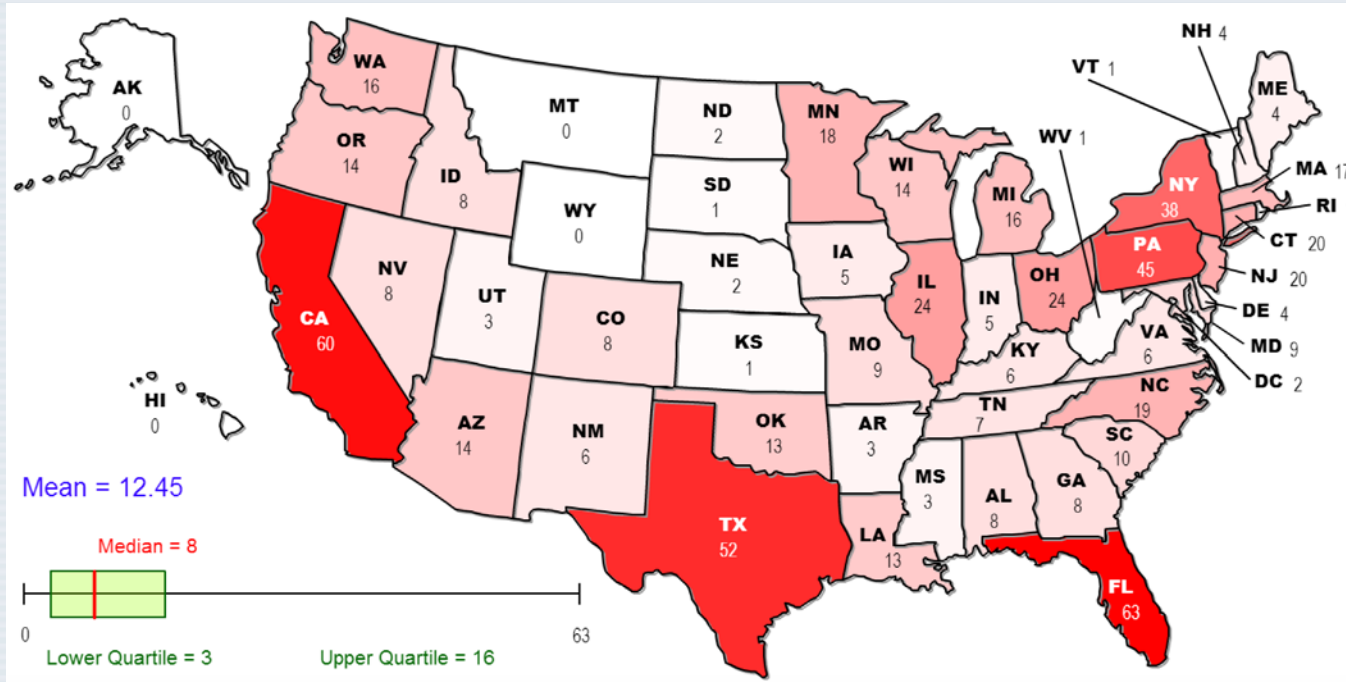 AK
0
WA
16
OR
14
ID
8
MT
0
WY
0
ND
2
SD
1
NE
2
KS
1
MN
18
IA
5
WI
14
MI
16
IL
24
IN
5
OH
24
MO
9
KY
6
WV 1
VT 1
NH 4
ME
4
NY
38
PA
45
MA 17
RI
CT 20
NJ 20
DE 4
MD 9
DC 2
VA
6
NC
19
SC
10
TN
7
GA
8
AL
8
MS
3
AR
3
LA
13
OK
13
TX
52
FL
63
CA
60
NV
8
UT
3
CO
8
AZ
14
NM
6
HI
0
Mean = 12.45
Median = 8
0
63
Lower Quartile = 3
Upper Quartile = 16